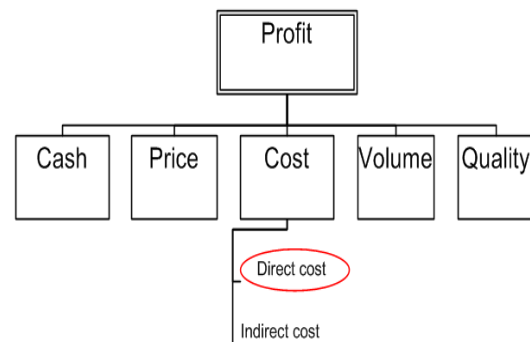 Profit
Cash
Price
Cost
Volume
Quality
Direct cost
Indirect cost